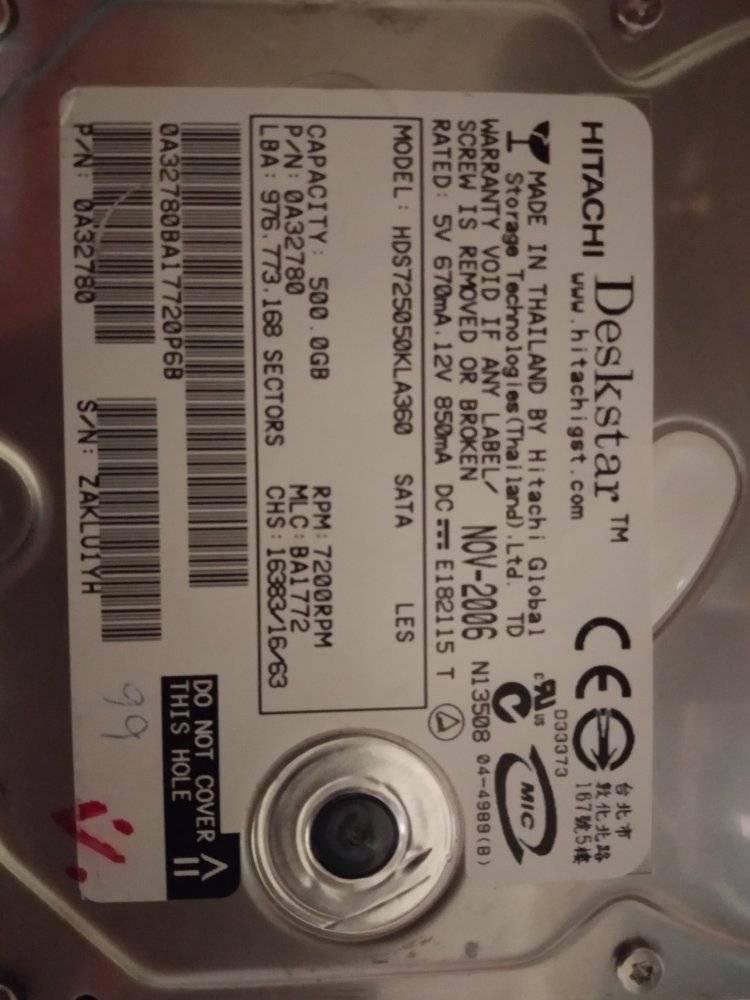 HITACHI Deskstar™
www.hitachigst.com
台北市
敦化北路
167號5樓
D33373
MADE IN THAILAND BY Hitachi Global
Storage Technologies(Thailand).Ltd. TD
WARRANTY VOID IF ANY LABEL/
SCREW IS REMOVED OR BROKEN
NOV-2006
c RU us
MIC
N13508 04-4989(B)
RATED: 5V 670mA.12V 850mA DC E182115 T
MODEL: HDS725050KLA360 SATA LES
CAPACITY: 500.0GB RPM:7200RPM
P/N: 0A32780 MLC:BA1772
LBA: 976.773.168 SECTORS CHS:16383/16/63
0A32780BA17720P6B
DO NOT COVER
THIS HOLE
P/N: 0A32780 S/N: ZAKLU1YH
99